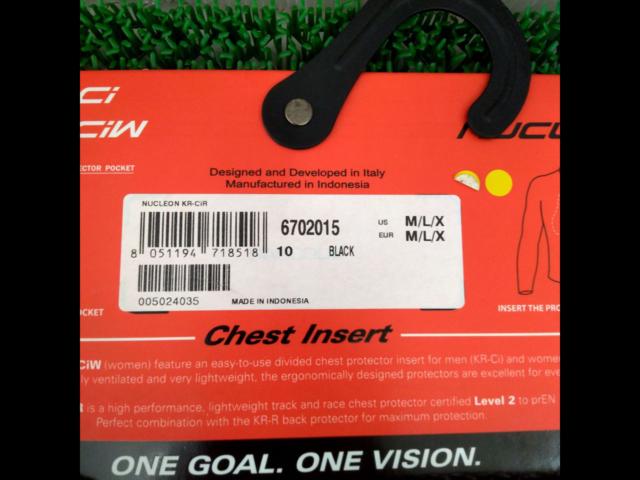 Ci
CiW
NUCL
ECTOR POCKET
Designed and Developed in Italy
Manufactured in Indonesia
NUCLEON KR-CiR
8 051194 718518
6702015
10 BLACK
US M/L/X
EUR M/L/X
005024035
MADE IN INDONESIA
OCKET
INSERT THE PRO
Chest Insert
CiW (women) feature an easy-to-use divided chest protector insert for men (KR-Ci) and wome
ly ventilated and very lightweight, the ergonomically designed protectors are excellent for eve
R is a high performance, lightweight track and race chest protector certified Level 2 to prEN
Perfect combination with the KR-R back protector for maximum protection.
ONE GOAL. ONE VISION.